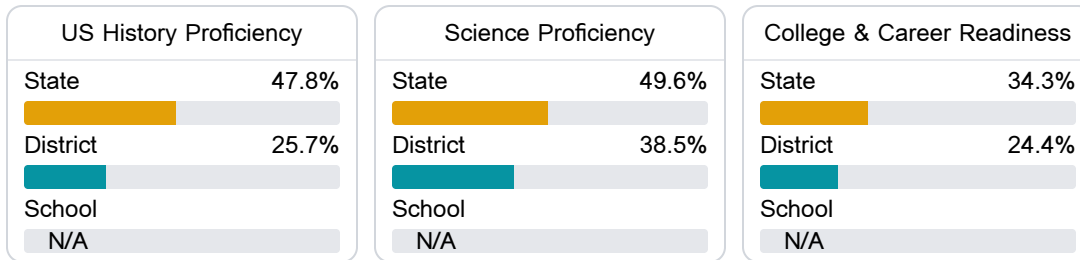 US History Proficiency
State 47.8%
District 25.7%
School
N/A
Science Proficiency
State 49.6%
District 38.5%
School
N/A
College & Career Readiness
State 34.3%
District 24.4%
School
N/A